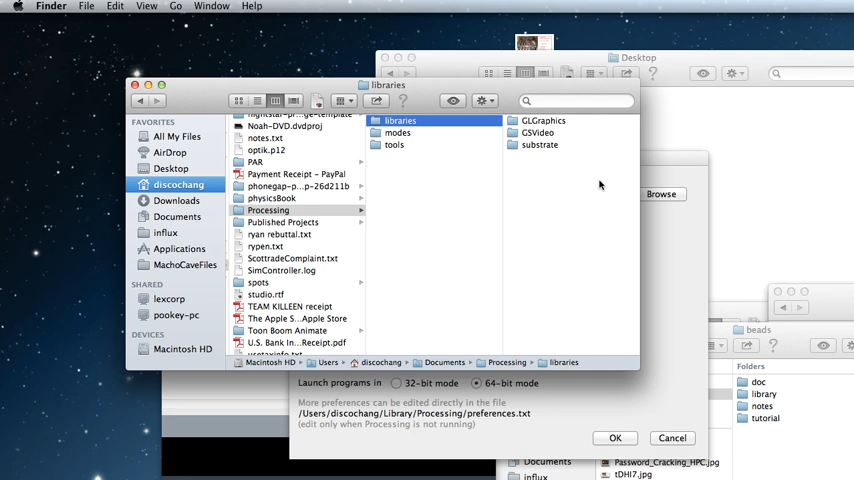 Finder File Edit View Go Window Help
Desktop
libraries
FAVORITES
All My Files
AirDrop
Desktop
discochang
Downloads
Documents
influx
Applications
MachoCaveFiles
SHARED
lexcorp
pookey-pc
DEVICES
Macintosh HD
Noah-DVD.dvdproj
notes.txt
optik.p12
PAR
Payment Receipt - PayPal
phonegap-p...p-26d211b
physicsBook
Processing
Published Projects
ryan rebuttal.txt
rypen.txt
ScottradeComplaint.txt
SimController.log
spots
studio.rtf
TEAM KILLEEN receipt
The Apple S...Apple Store
Toon Boom Animate
U.S. Bank In...Receipt.pdf
libraries
modes
tools
GLGraphics
GSVideo
substrate
Macintosh HD Users discochang Documents Processing libraries
Browse
Launch programs in 32-bit mode 64-bit mode
More preferences can be edited directly in the file
/Users/discochang/Library/Processing/preferences.txt
(edit only when Processing is not running)
OK Cancel
beads
Folders
doc
library
notes
tutorial
Documents
influx
Password_Cracking_HPC.jpg
tDHI7.jpg